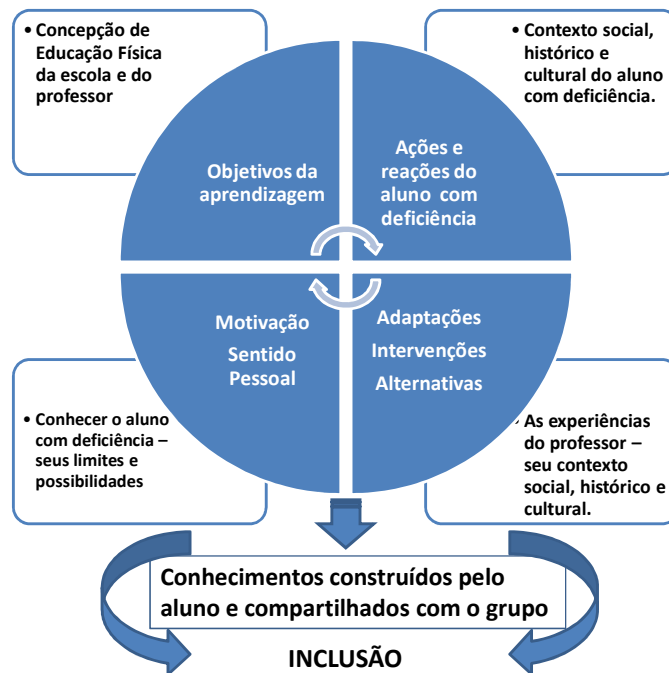 • Concepção de
Educação Física
da escola e do
professor
• Contexto social,
histórico e
cultural do aluno
com deficiência.
Objetivos da
aprendizagem
Ações e
reações do
aluno com
deficiência
Motivação
Sentido
Pessoal
Adaptações
Intervenções
Alternativas
• Conhecer o aluno
com deficiência –
seus limites e
possibilidades
• As experiências
do professor –
seu contexto
social, histórico e
cultural.
Conhecimentos construídos pelo
aluno e compartilhados com o grupo
INCLUSÃO